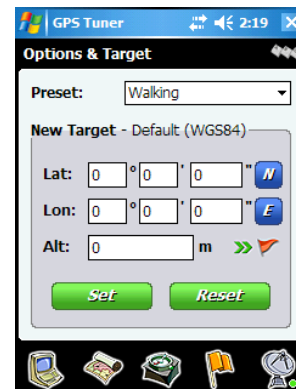 GPS Tuner 2:19
Options & Target
Preset: Walking
New Target - Default (WGS84)
Lat: 0 ° 0 ' 0 " N
Lon: 0 ° 0 ' 0 " E
Alt: 0 m
Set Reset